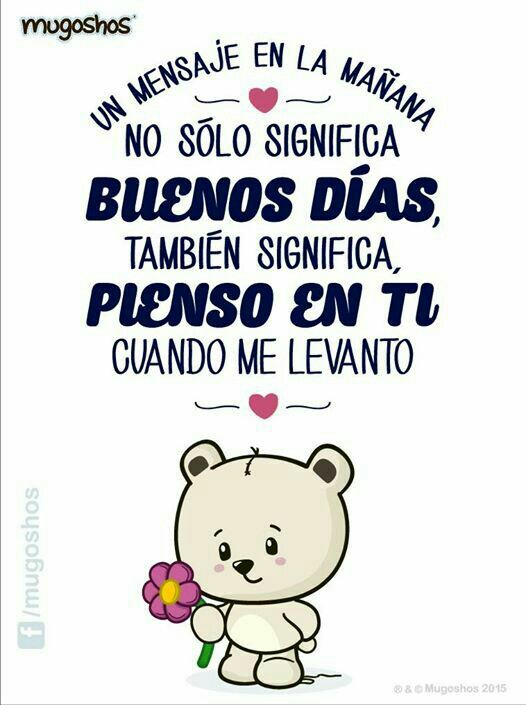 mugoshos
UN MENSAJE EN LA MAÑANA
NO SÓLO SIGNIFICA
BUENOS DÍAS,
TAMBIÉN SIGNIFICA,
PIENSO EN TI
CUANDO ME LEVANTO
f /mugoshos
® & © Mugoshos 2015